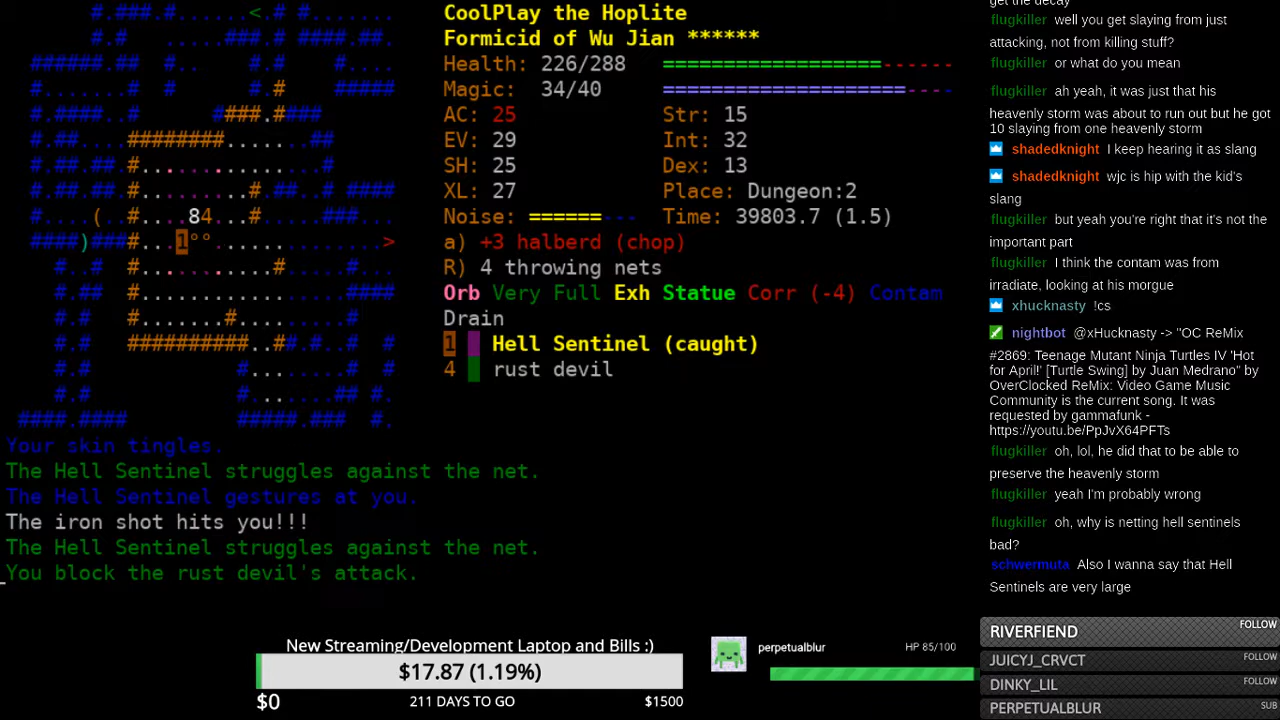 CoolPlay the Hoplite
Formicid of Wu Jian ******
Health: 226/288
Magic: 34/40
AC: 25
Str: 15
EV: 29
Int: 32
SH: 25
Dex: 13
XL: 27
Place: Dungeon:2
Noise: ======---
Time: 39803.7 (1.5)
a) +3 halberd (chop)
R) 4 throwing nets
Orb Very Full Exh Statue Corr (-4) Contam
Drain
1 Hell Sentinel (caught)
4 rust devil
Your skin tingles.
The Hell Sentinel struggles against the net.
The Hell Sentinel gestures at you.
The iron shot hits you!!!
The Hell Sentinel struggles against the net.
You block the rust devil's attack.
New Streaming/Development Laptop and Bills :)
$17.87 (1.19%)
$0
211 DAYS TO GO
$1500
perpetualblur
HP 85/100
get the decay
flugkiller well you get slaying from just
attacking, not from killing stuff?
flugkiller or what do you mean
flugkiller ah yeah, it was just that his
heavenly storm was about to run out but he got
10 slaying from one heavenly storm
shadedknight I keep hearing it as slang
shadedknight wjc is hip with the kid's
slang
flugkiller but yeah you're right that it's not the
important part
flugkiller I think the contam was from
irradiate, looking at his morgue
xhucknasty !cs
nightbot @xHucknasty -> "OC ReMix
#2869: Teenage Mutant Ninja Turtles IV 'Hot
for April!' [Turtle Swing] by Juan Medrano" by
OverClocked ReMix: Video Game Music
Community is the current song. It was
requested by gammafunk -
https://youtu.be/PpJvX64PFTs
flugkiller oh, lol, he did that to be able to
preserve the heavenly storm
flugkiller yeah I'm probably wrong
flugkiller oh, why is netting hell sentinels
bad?
schwermuta Also I wanna say that Hell
Sentinels are very large
RIVERFIEND FOLLOW
JUICYJ_CRVCT FOLLOW
DINKY_LIL FOLLOW
PERPETUALBLUR SUB